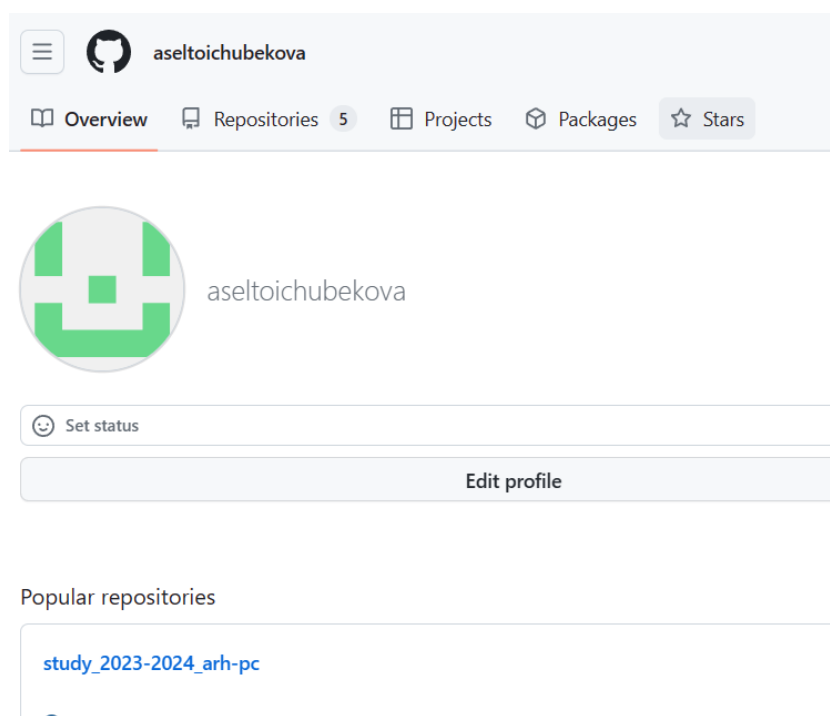 aseltoichubekova
Overview Repositories 5 Projects Packages Stars
aseltoichubekova
Set status
Edit profile
Popular repositories
study_2023-2024_arh-pc